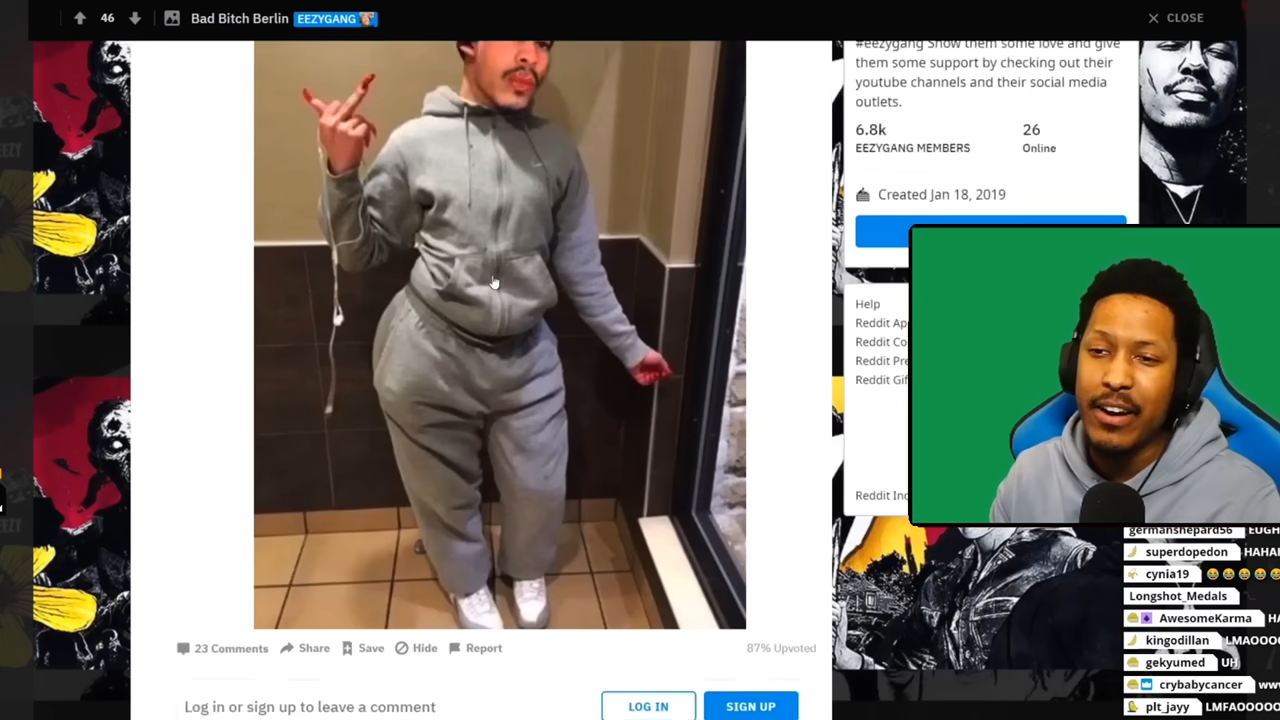 46 Bad Bitch Berlin EEZYGANG
CLOSE
#eezygang Show them some love and give
them some support by checking out their
youtube channels and their social media
outlets.
6.8k
EEZYGANG MEMBERS
26
Online
Created Jan 18, 2019
Help
Reddit
Reddit
Reddit
Reddit
Reddit
23 Comments
Share
Save
Hide
Report
87% Upvoted
Log in or sign up to leave a comment
LOG IN
SIGN UP
germanshepard56
superdopedon
cynia19
Longshot_Medals
AwesomeKarma
kingodillan
gekyumed UH
crybabycancer
plt_jayy